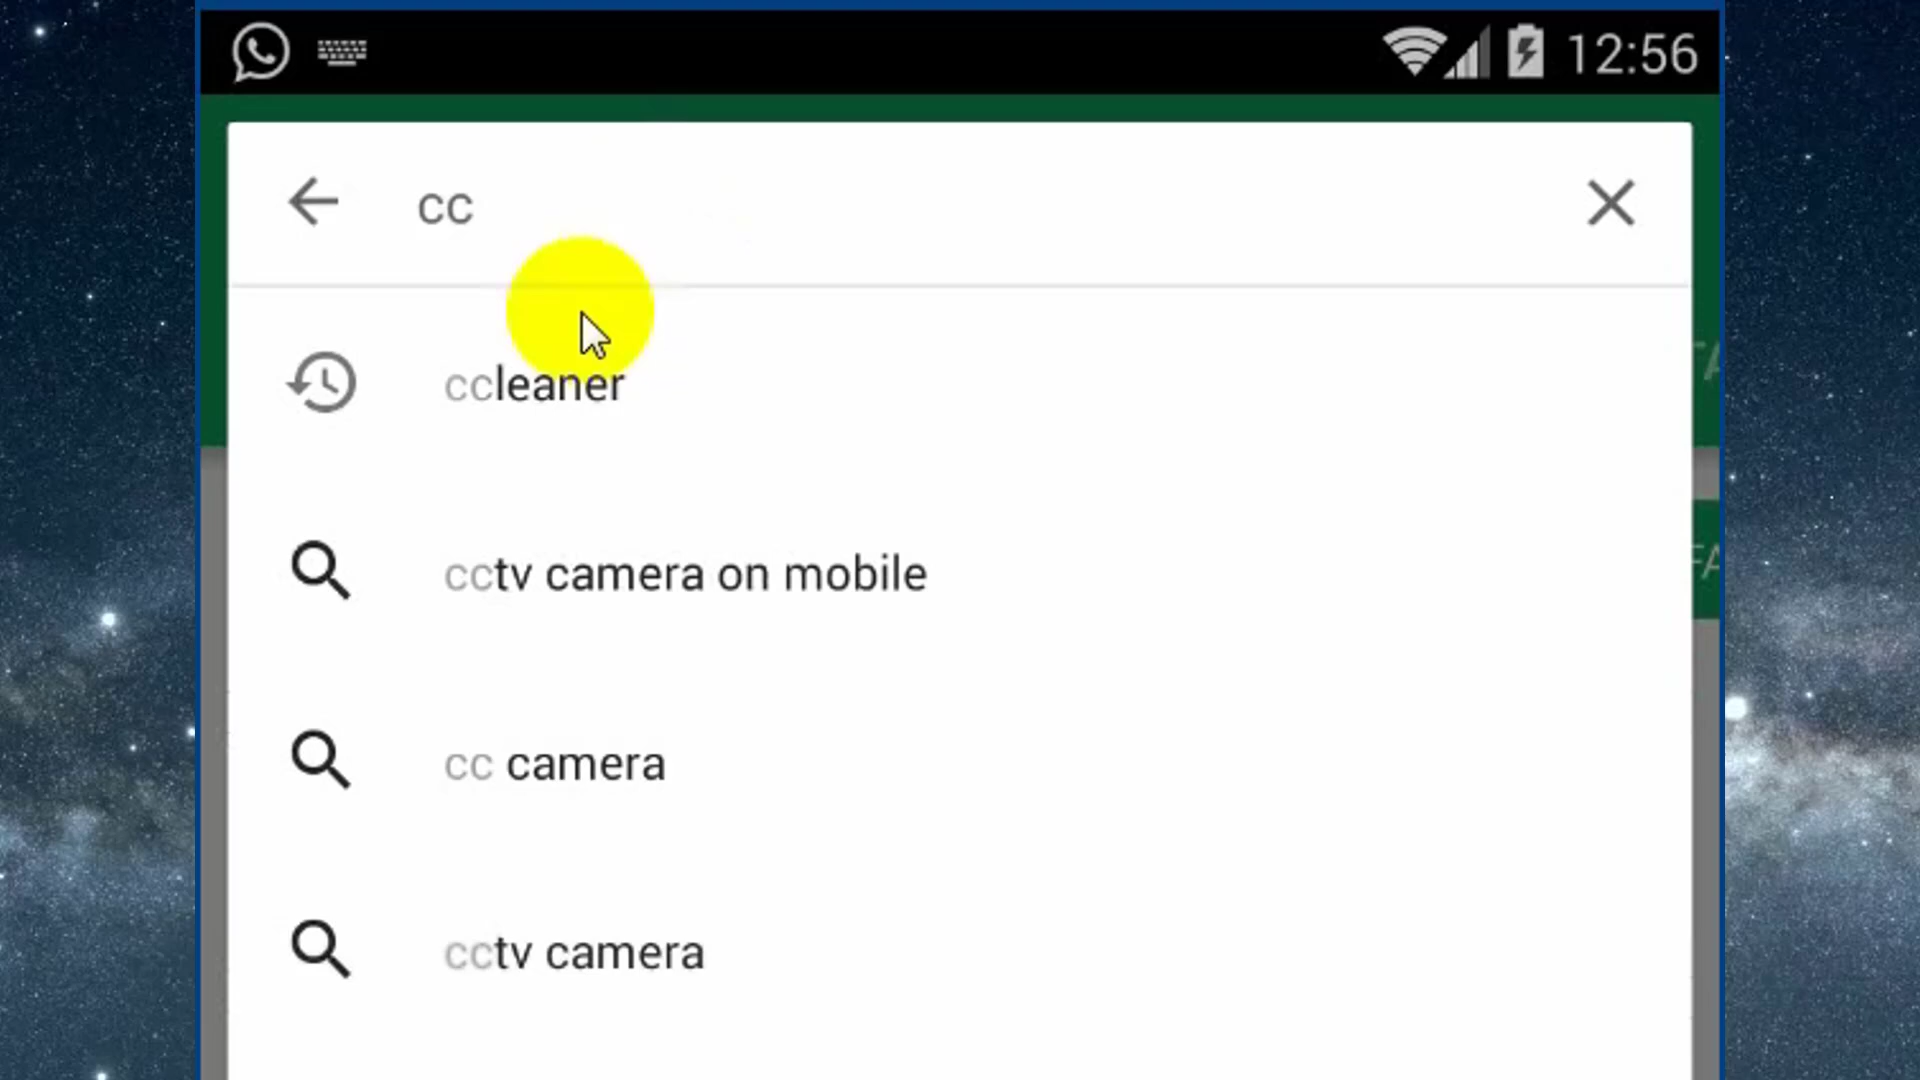 12:56
cc
ccleaner
cctv camera on mobile
cc camera
cctv camera